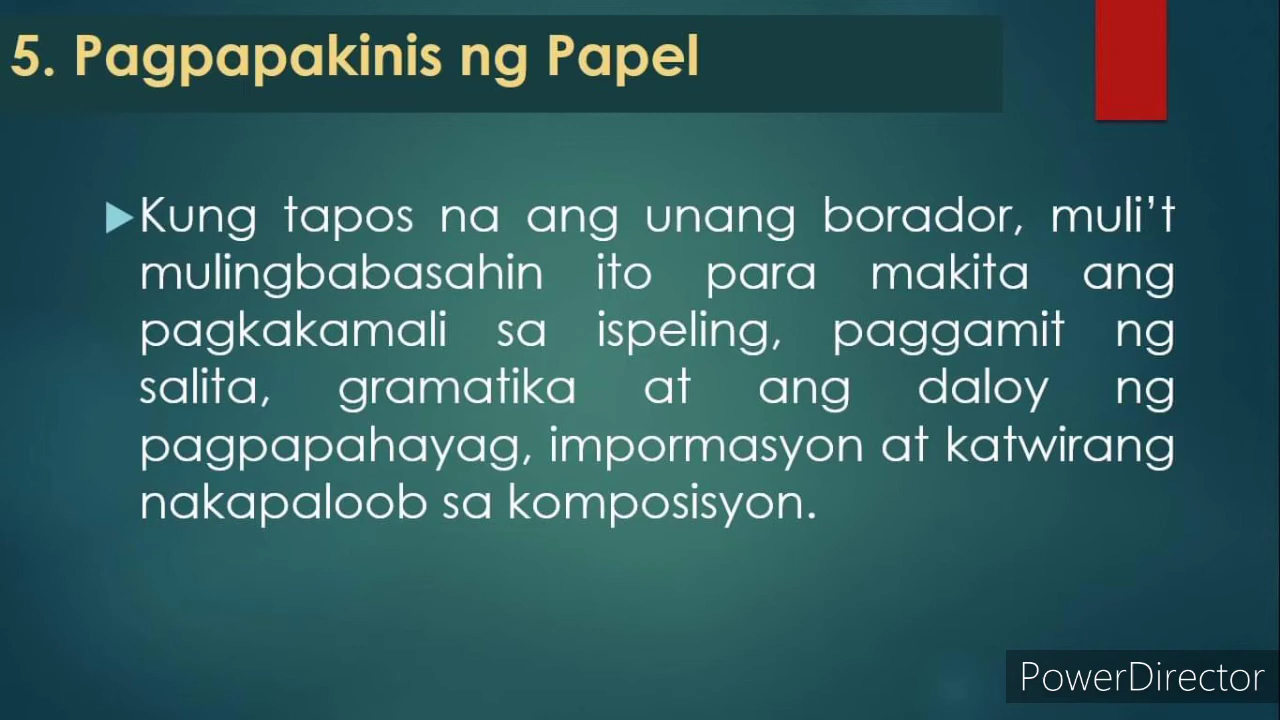 5. Pagpapakinis ng Papel
Kung tapos na ang unang borador, muli’t
mulingbabasahin ito para makita ang
pagkakamali sa ispeling, paggamit ng
salita, gramatika at ang daloy ng
pagpapahayag, impormasyon at katwirang
nakapaloob sa komposisyon.
PowerDirector